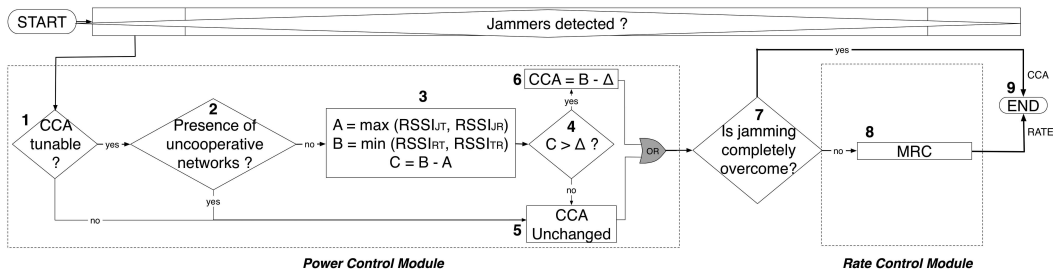 START
Jammers detected ?
1
CCA
tunable
?
yes
no
2
Presence of
uncooperative
networks ?
no
yes
3
A = max (RSSIJT, RSSIJR)
B = min (RSSIRT, RSSITR)
C = B - A
4
C > Δ ?
yes
no
6
CCA = B - Δ
5
CCA
Unchanged
OR
7
Is jamming
completely
overcome?
yes
no
8
MRC
CCA
9
END
RATE
Power Control Module
Rate Control Module